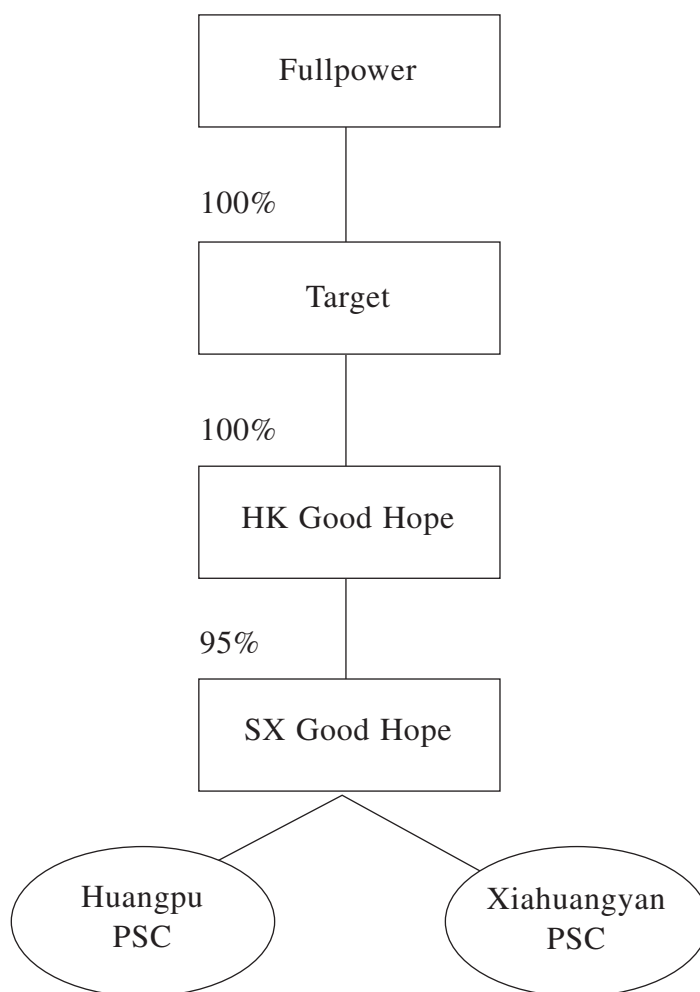 Fullpower
100%
Target
100%
HK Good Hope
95%
SX Good Hope
Huangpu
PSC
Xiahuangyan
PSC